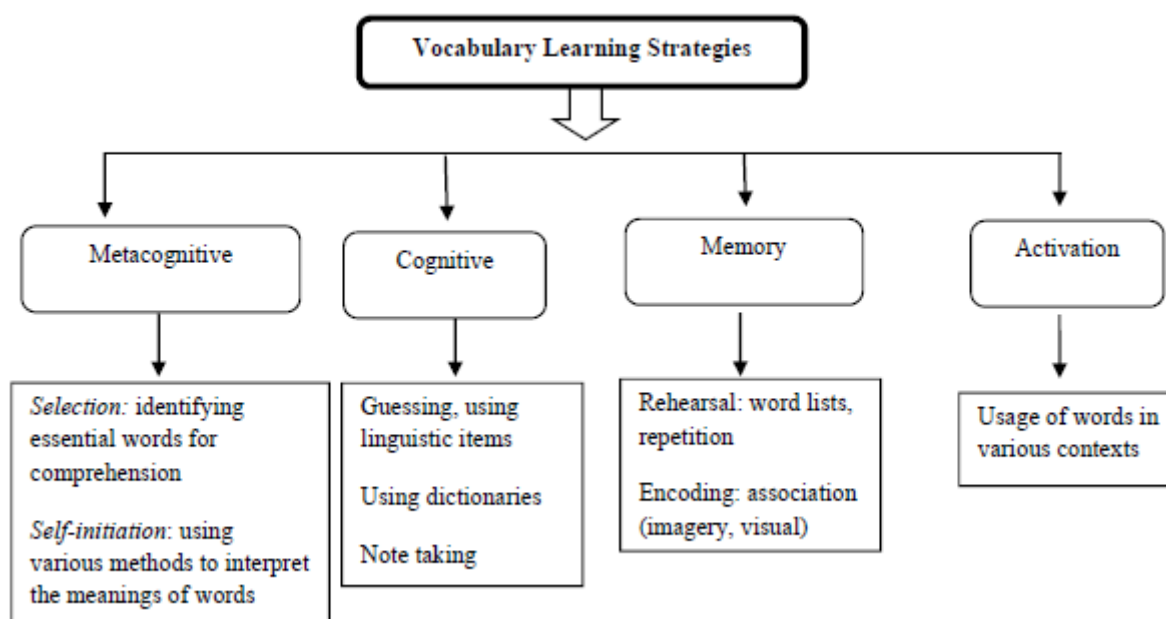 Vocabulary Learning Strategies
Metacognitive
Cognitive
Memory
Activation
Selection: identifying
essential words for
comprehension
Self-initiation: using
various methods to interpret
the meanings of words
Guessing, using
linguistic items
Using dictionaries
Note taking
Rehearsal: word lists,
repetition
Encoding: association
(imagery, visual)
Usage of words in
various contexts